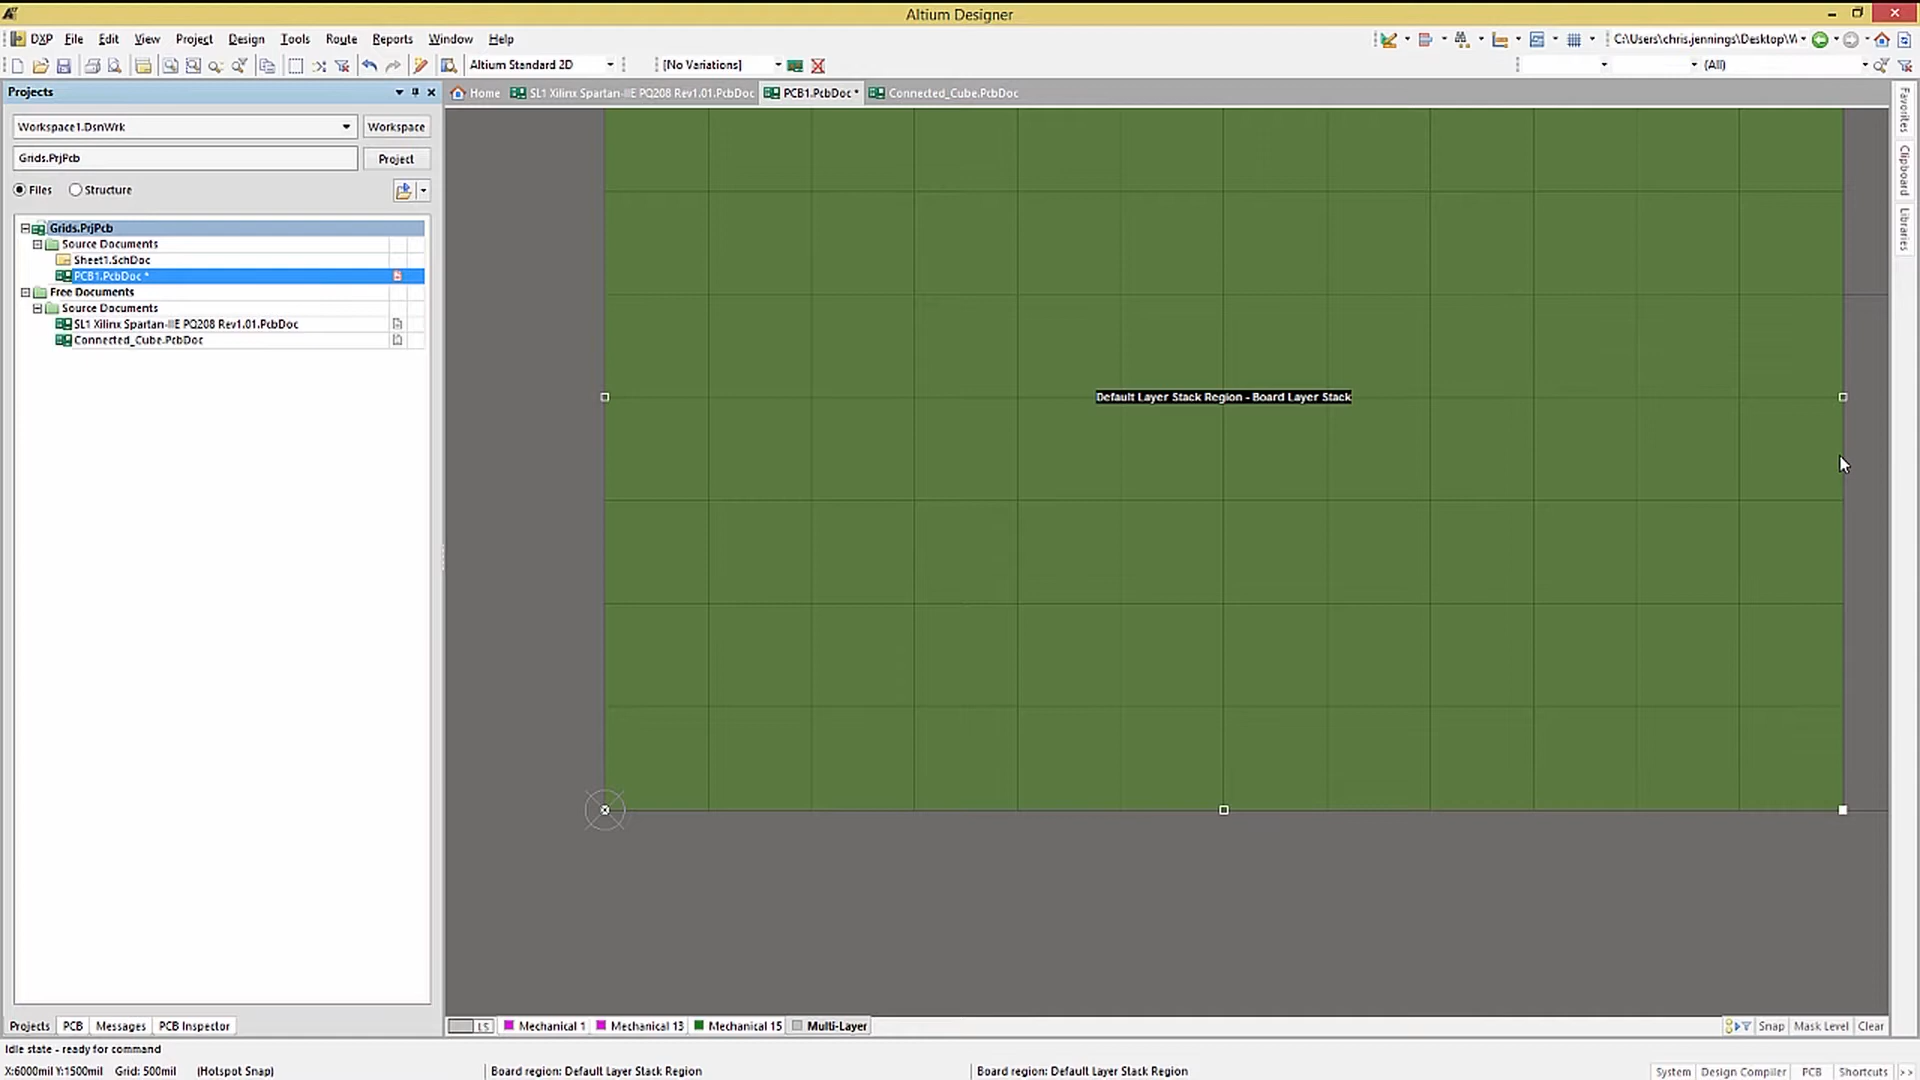 Altium Designer
DXP File Edit View Project Design Tools Route Reports Window Help
C:\Users\chris.jennings\Desktop\W
Altium Standard 2D [No Variations] (All)
Projects
Home SL1 Xilinx Spartan-IIE PQ208 Rev1.01.PcbDoc PCB1.PcbDoc * Connected_Cube.PcbDoc
Favorites
Clipboard
Libraries
Workspace1.DsnWrk Workspace
Grids.PrjPcb Project
Files Structure
Grids.PrjPcb
Source Documents
Sheet1.SchDoc
PCB1.PcbDoc *
Free Documents
Source Documents
SL1 Xilinx Spartan-IIE PQ208 Rev1.01.PcbDoc
Connected_Cube.PcbDoc
Default Layer Stack Region - Board Layer Stack
Projects PCB Messages PCB Inspector
LS Mechanical 1 Mechanical 13 Mechanical 15 Multi-Layer
Snap Mask Level Clear
Idle state - ready for command
X:6000mil Y:1500mil Grid: 500mil (Hotspot Snap)
Board region: Default Layer Stack Region
Board region: Default Layer Stack Region
System Design Compiler PCB Shortcuts >>